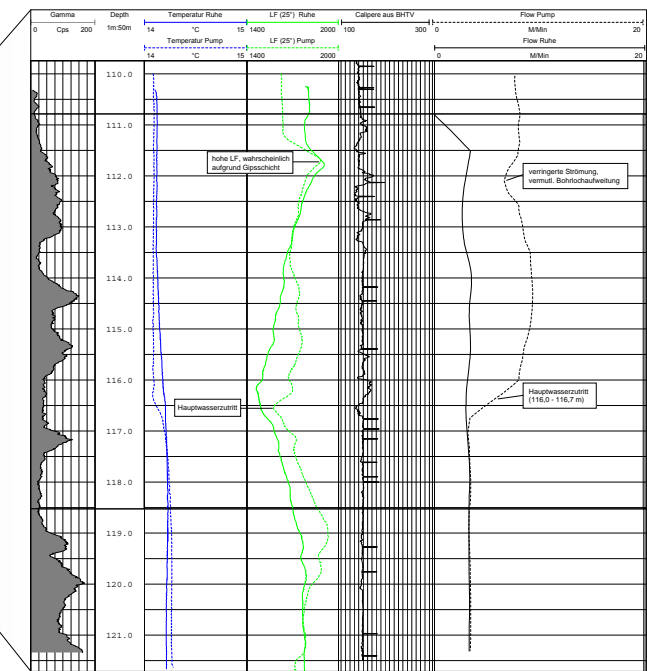 Gamma
0 Cps 200
Depth
1m:50m
Temperatur Ruhe
14 °C 15
Temperatur Pump
14 °C 15
LF (25°) Ruhe
1400 2000
LF (25°) Pump
1400 2000
Calipere aus BHTV
100 300
Flow Pump
0 M/Min 20
Flow Ruhe
0 M/Min 20
110.0
111.0
112.0
113.0
114.0
115.0
116.0
117.0
118.0
119.0
120.0
121.0
hohe LF, wahrscheinlich
aufgrund Gipsschicht
verringerte Strömung,
vermutl. Bohrlochaufweitung
Hauptwasserzutritt
Hauptwasserzutritt
(116,0 - 116,7 m)